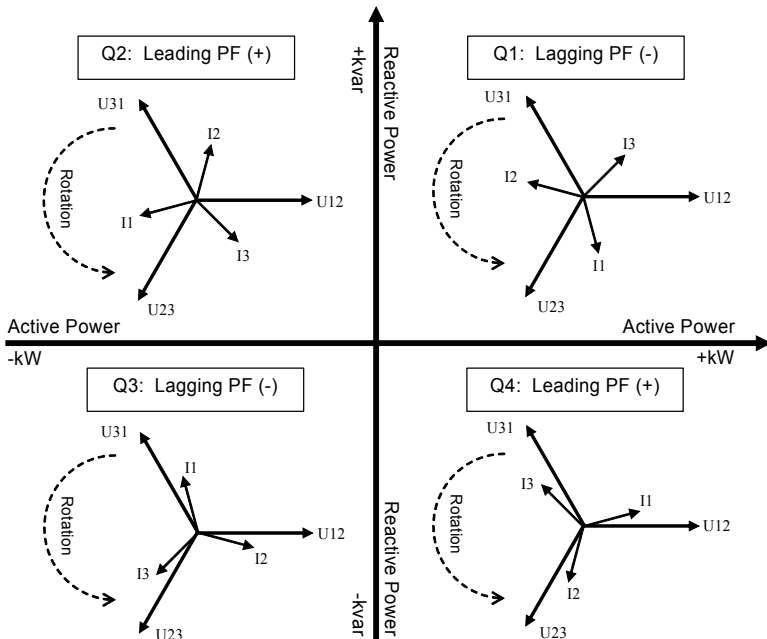 Q2:  Leading PF (+)
U31
I2
Rotation
I1
U12
I3
U23
+kvar
Reactive Power
Q1:  Lagging PF (-)
U31
I3
I2
Rotation
U12
I1
U23
Active Power
-kW
Active Power
+kW
Q3:  Lagging PF (-)
U31
I1
Rotation
U12
I2
I3
U23
Reactive Power
-kvar
Q4:  Leading PF (+)
U31
I3
I1
Rotation
U12
I2
U23